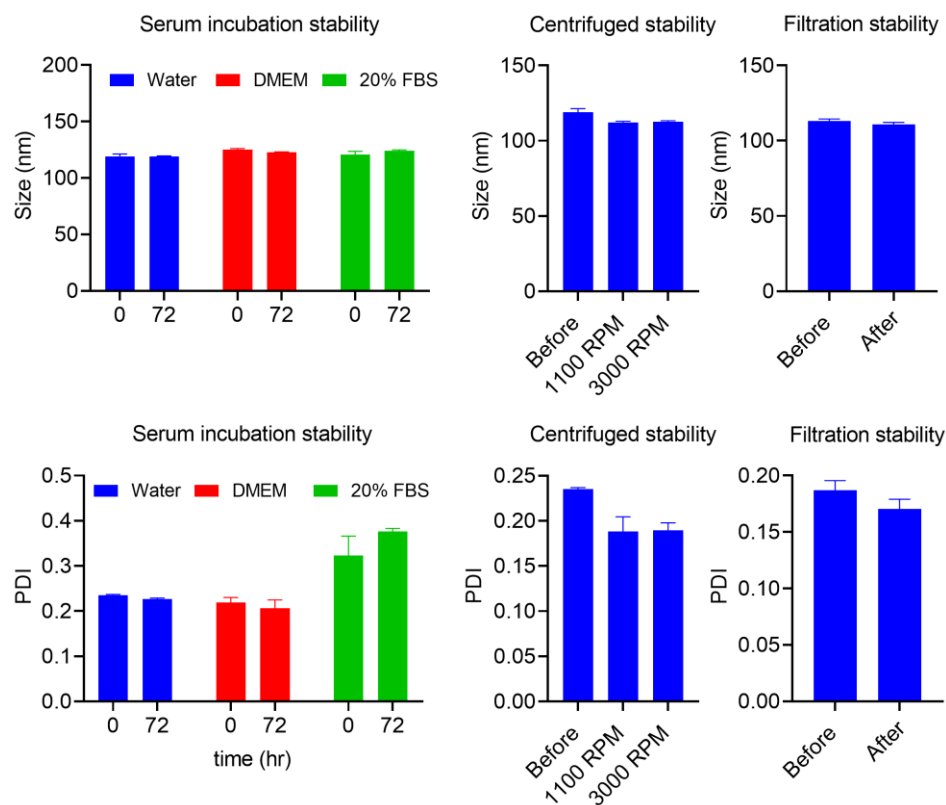 Serum incubation stability
Size (nm)
200
150
100
50
0
Water
DMEM
20% FBS
0 72 0 72 0 72
Centrifuged stability
Size (nm)
150
100
50
0
Before
1100 RPM
3000 RPM
Filtration stability
Size (nm)
150
100
50
0
Before
After
Serum incubation stability
PDI
0.5
0.4
0.3
0.2
0.1
0.0
Water
DMEM
20% FBS
0 72 0 72 0 72
time (hr)
Centrifuged stability
PDI
0.25
0.20
0.15
0.10
0.05
0.00
Before
1100 RPM
3000 RPM
Filtration stability
PDI
0.20
0.15
0.10
0.05
0.00
Before
After